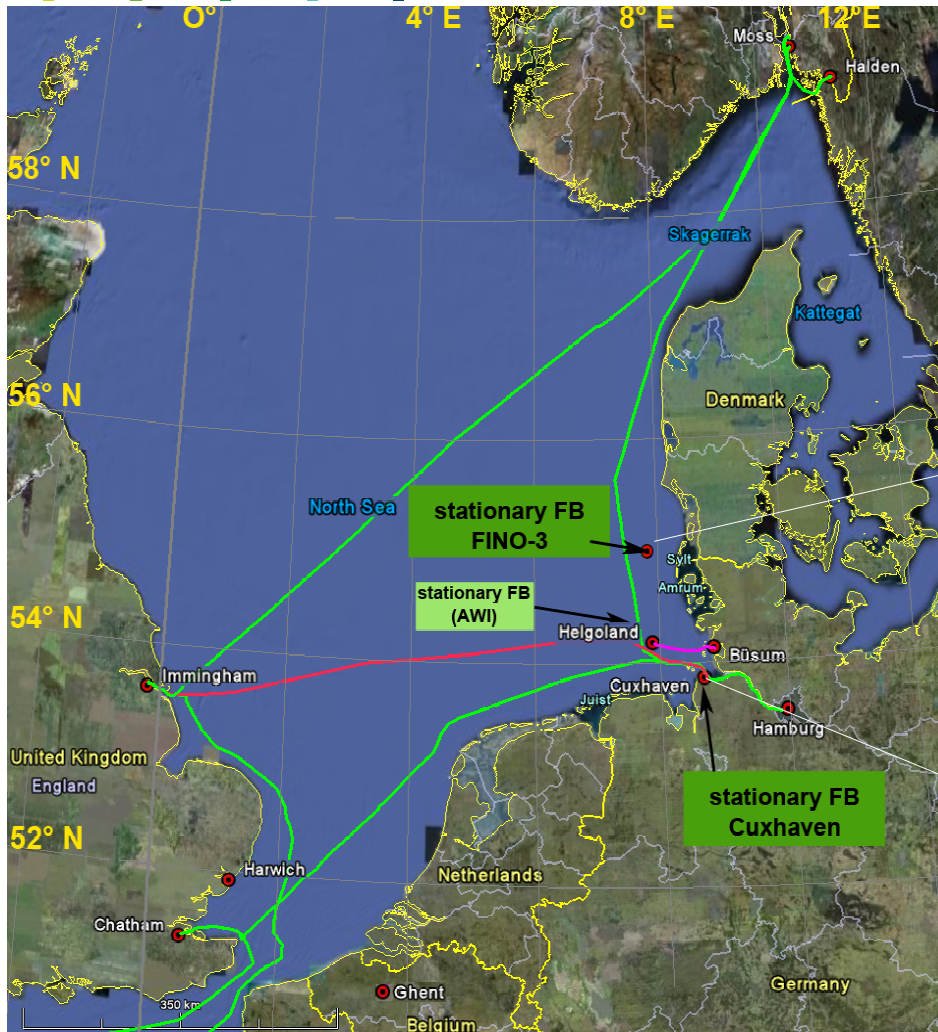 O°
4° E
8° E
12° E
Moss
Halden
58° N
Skagerrak
Kattegat
56° N
Denmark
North Sea
stationary FB
FINO-3
Sylt
Amrum
stationary FB
(AWI)
54° N
Helgoland
Büsum
Immingham
Cuxhaven
Juist
Hamburg
United Kingdom
England
stationary FB
Cuxhaven
52° N
Harwich
Netherlands
Chatham
Germany
Ghent
350 km
Belgium